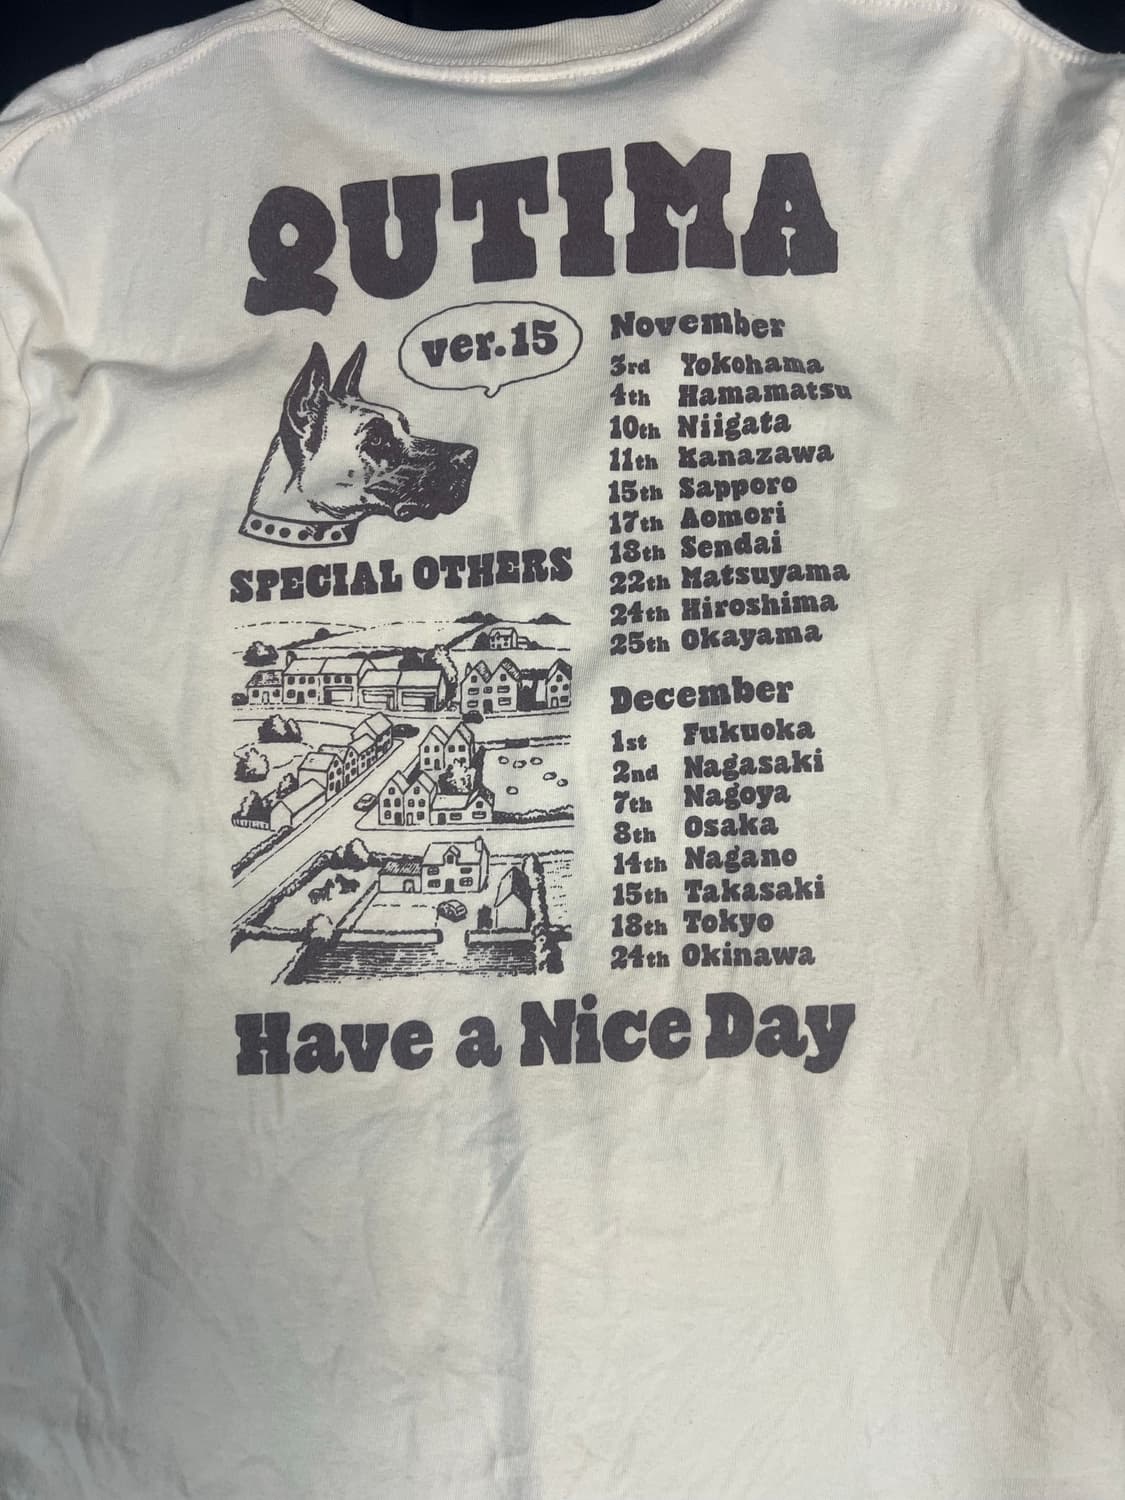 QUTIMA
ver.15
SPECIAL OTHERS
November
3rd Yokohama
4th Hamamatsu
10th Niigata
11th Kanazawa
15th Sapporo
17th Aomori
18th Sendai
22th Matsuyama
24th Hiroshima
25th Okayama
December
1st Fukuoka
2nd Nagasaki
7th Nagoya
8th Osaka
14th Nagano
15th Takasaki
18th Tokyo
24th Okinawa
Have a Nice Day